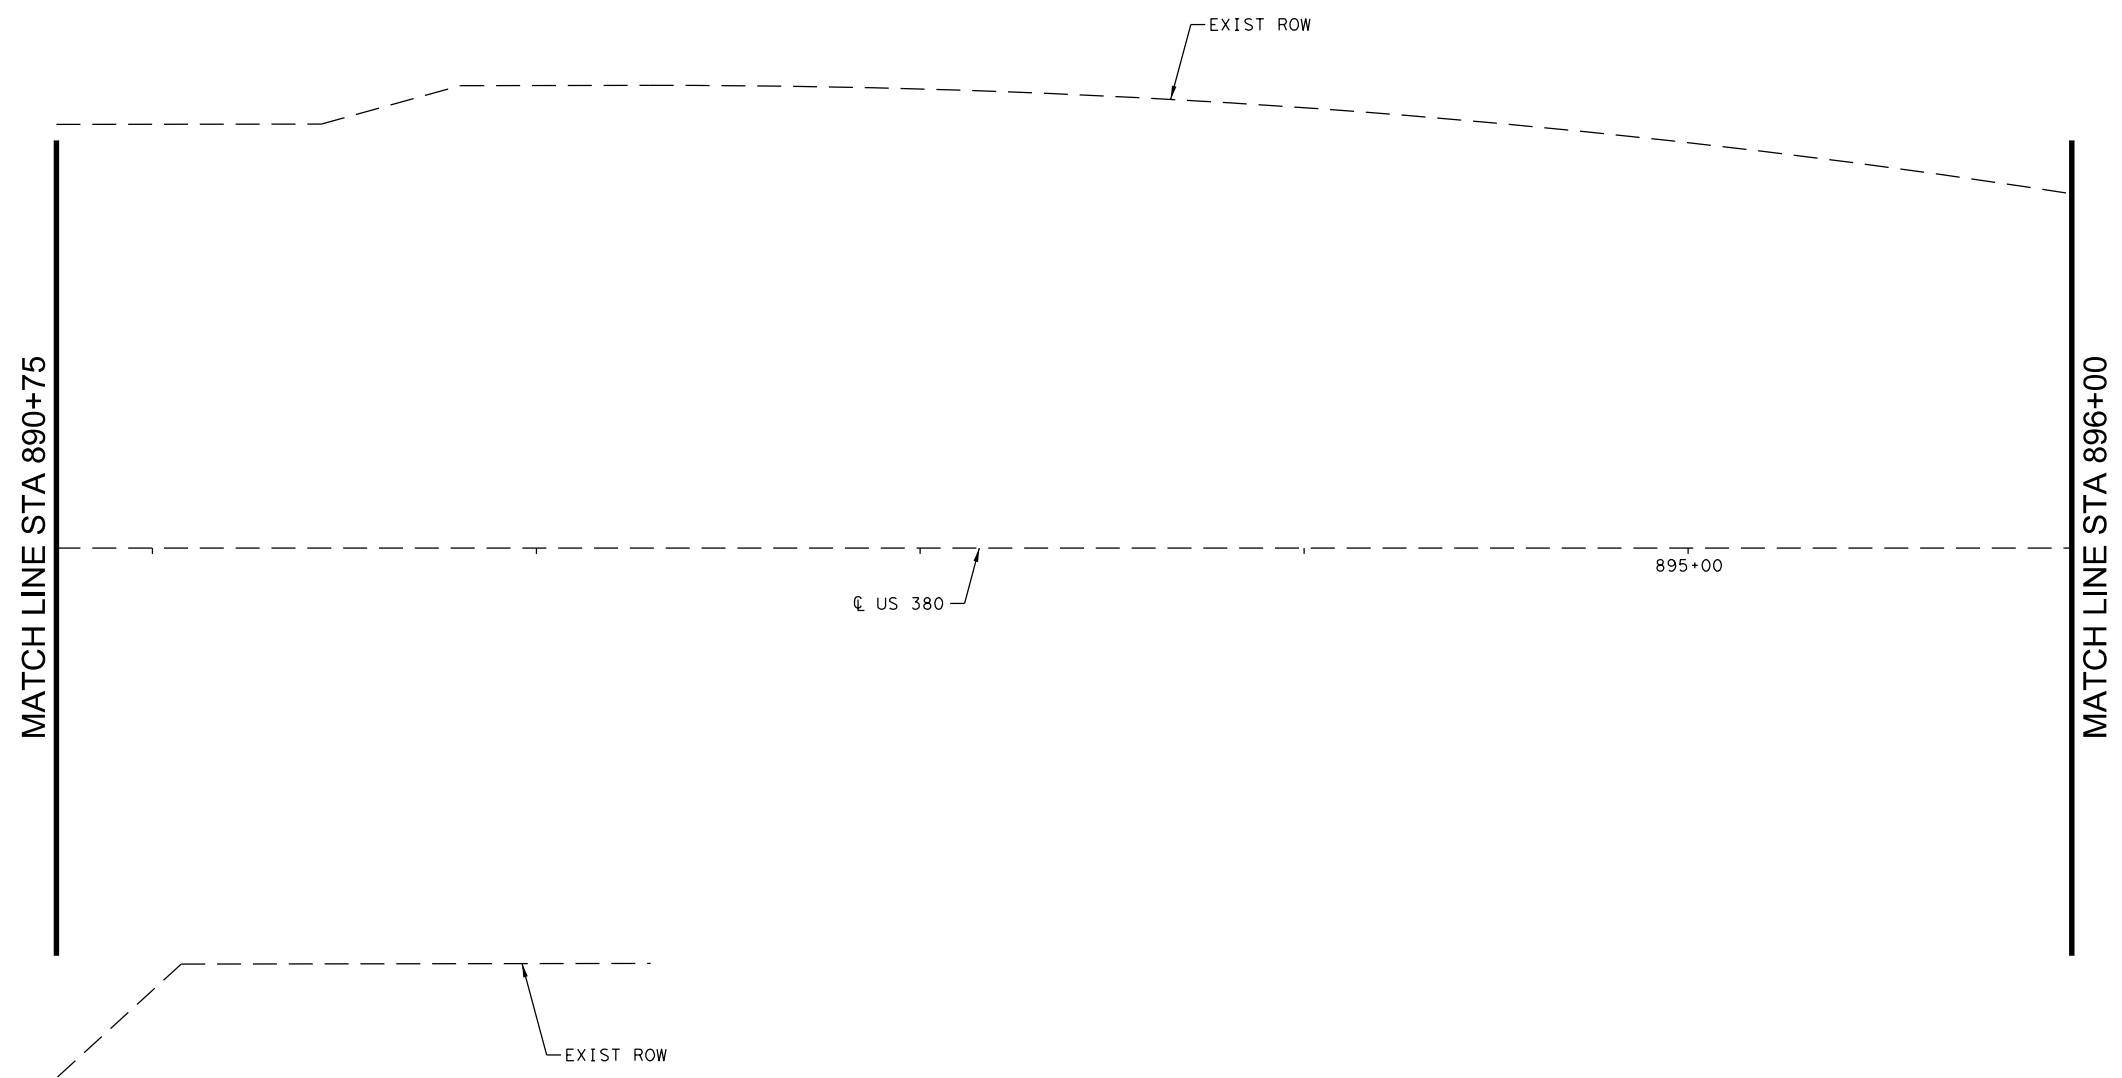 EXIST ROW
MATCH LINE STA 890+75
MATCH LINE STA 896+00
895+00
℄ US 380
EXIST ROW